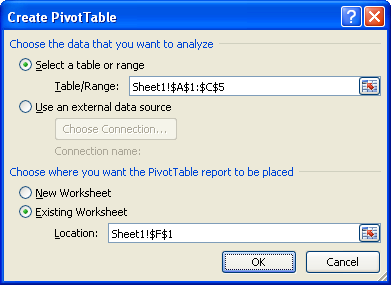 Create PivotTable
Choose the data that you want to analyze
Select a table or range
Table/Range: Sheet1!$A$1:$C$5
Use an external data source
Choose Connection...
Connection name:
Choose where you want the PivotTable report to be placed
New Worksheet
Existing Worksheet
Location: Sheet1!$F$1
OK Cancel